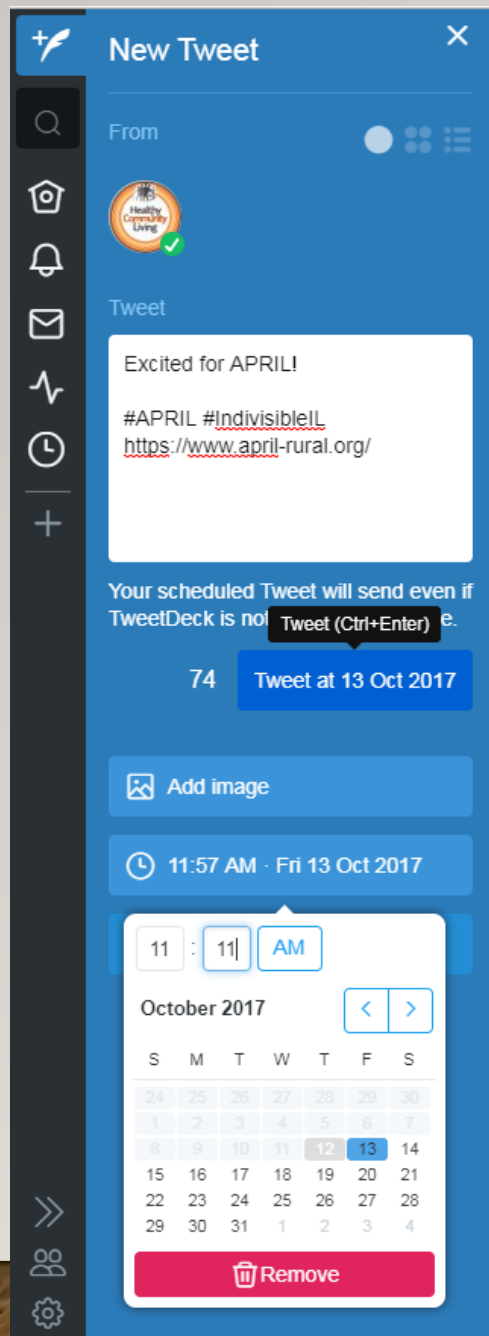 New Tweet
From
Healthy
Community
Living
Tweet
Excited for APRIL!
#APRIL #IndivisibleIL
https://www.april-rural.org/
Your scheduled Tweet will send even if
TweetDeck is not
e.
Tweet (Ctrl+Enter)
74
Tweet at 13 Oct 2017
Add image
11:57 AM · Fri 13 Oct 2017
11 : 11 AM
October 2017
S M T W T F S
24 25 26 27 28 29 30
1 2 3 4 5 6 7
8 9 10 11 12 13 14
15 16 17 18 19 20 21
22 23 24 25 26 27 28
29 30 31 1 2 3 4
Remove